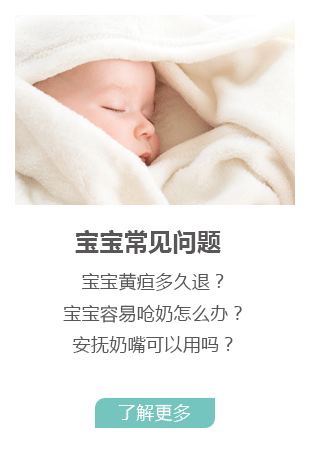 宝宝常见问题
宝宝黄疸多久退？
宝宝容易呛奶怎么办？
安抚奶嘴可以用吗？
了解更多